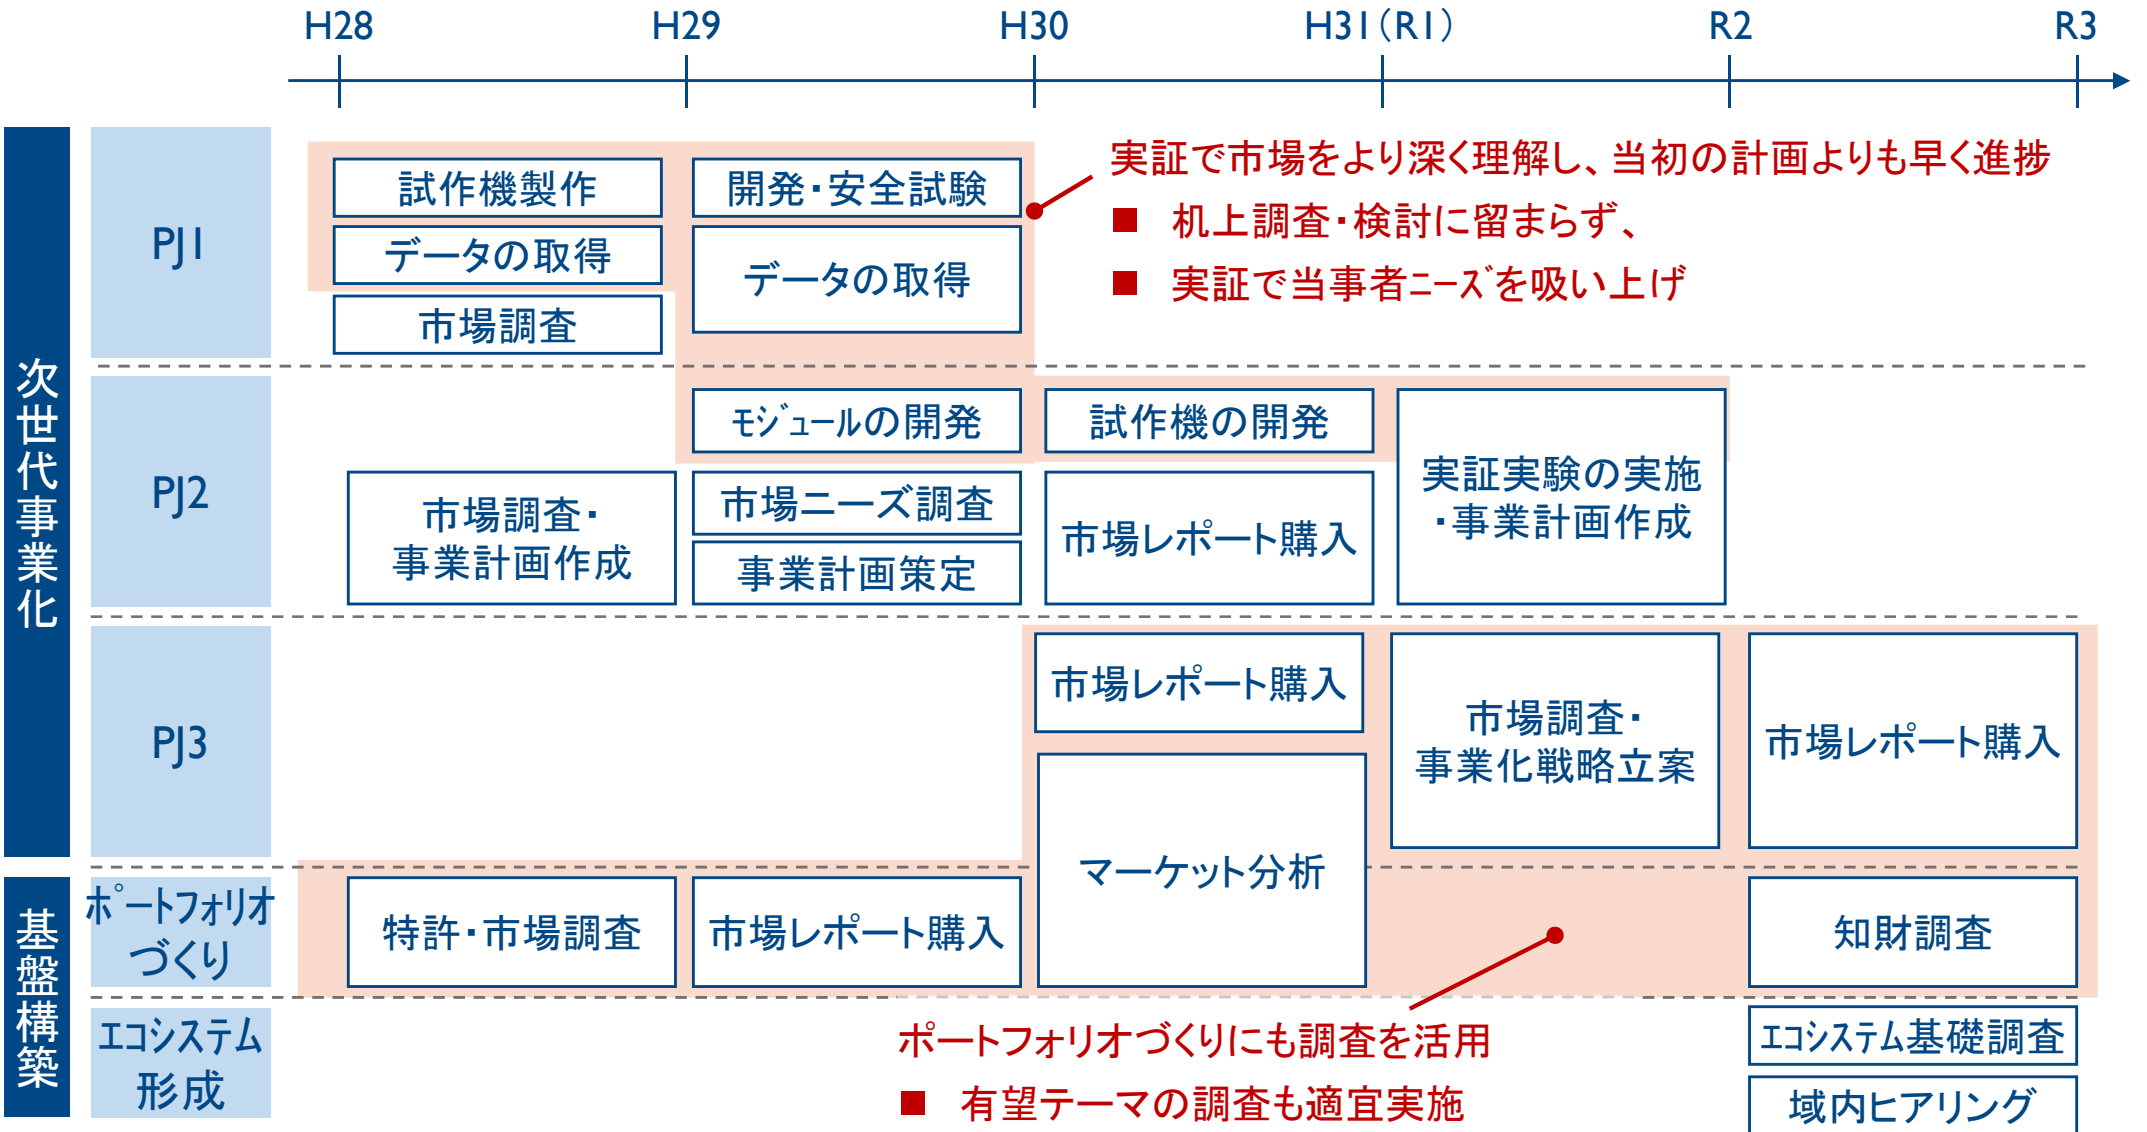 H28
H29
H30
H31(R1)
R2
R3
次世代事業化
PJ1
試作機製作
データの取得
市場調査
開発・安全試験
データの取得
実証で市場をより深く理解し、当初の計画よりも早く進捗
■ 机上調査・検討に留まらず、
■ 実証で当事者ﾆｰｽﾞを吸い上げ
PJ2
市場調査・
事業計画作成
ﾓｼﾞｭｰﾙの開発
市場ニーズ調査
事業計画策定
試作機の開発
市場レポート購入
実証実験の実施
・事業計画作成
PJ3
市場レポート購入
マーケット分析
市場調査・
事業化戦略立案
市場レポート購入
基盤構築
ﾎﾟｰﾄﾌｫﾘｵ
づくり
特許・市場調査
市場レポート購入
知財調査
ポートフォリオづくりにも調査を活用
■ 有望テーマの調査も適宜実施
ｴｺｼｽﾃﾑ
形成
ｴｺｼｽﾃﾑ基礎調査
域内ヒアリング